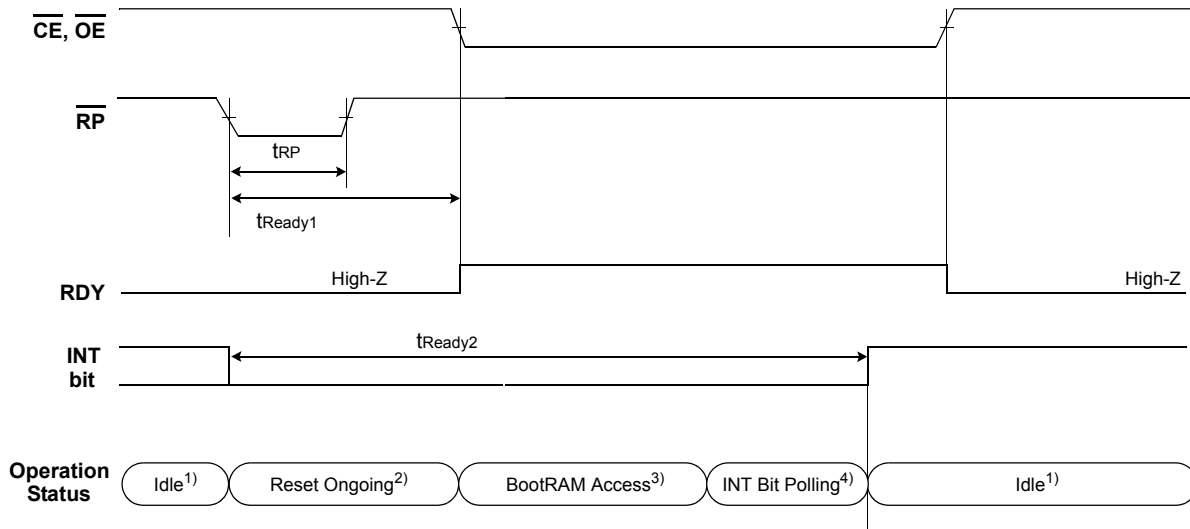 CE, OE
RP
tRP
tReady1
High-Z
High-Z
RDY
tReady2
INT
bit
Operation
Status
Idle1)
Reset Ongoing2)
BootRAM Access3)
INT Bit Polling4)
Idle1)